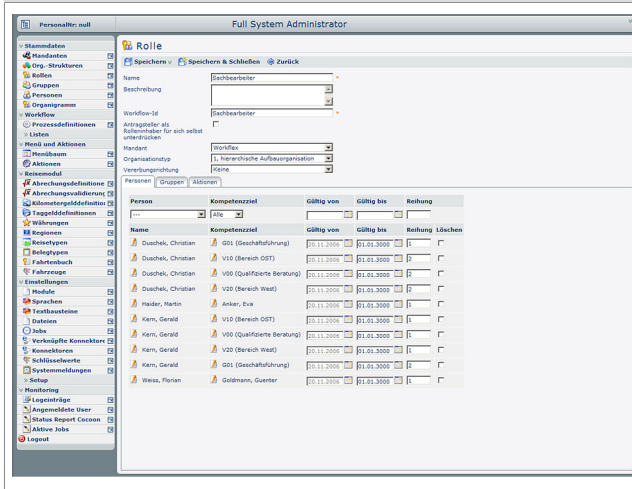 PersonalNr: null
Full System Administrator
Stammdaten
Mandanten
Org.-Strukturen
Rollen
Gruppen
Personen
Organigramm
Workflow
Prozessdefinitionen
» Listen
Menü und Aktionen
Menübaum
Aktionen
Reisemodul
Abrechungsdefinitione
Abrechungsvalidierung
Kilometergelddefinition
Taggelddefinitionen
Währungen
Regionen
Reisetypen
Belegtypen
Fahrtenbuch
Fahrzeuge
Einstellungen
Module
Sprachen
Textbausteine
Dateien
Jobs
Verknüpfte Konnektore
Konnektoren
Schlüsselwerte
Systemmeldungen
» Setup
Monitoring
Logeinträge
Angemeldete User
Status Report Cocoon
Aktive Jobs
Logout
Rolle
Speichern Speichern & Schließen Zurück
Name Sachbearbeiter *
Beschreibung
Workflow-Id Sachbearbeiter *
Antragsteller als
Rolleninhaber für sich selbst
unterdrücken
Mandant Workflex
Organisationstyp 1, hierarchische Aufbauorganisation
Vererbungsrichtung Keine
Personen Gruppen Aktionen
Person Kompetenzziel Gültig von Gültig bis Reihung
--- Alle
Name Kompetenzziel Gültig von Gültig bis Reihung Löschen
Duschek, Christian G01 (Geschäftsführung) 20.11.2006 01.01.3000 1
Duschek, Christian V10 (Bereich OST) 20.11.2006 01.01.3000 2
Duschek, Christian V00 (Qualifizierte Beratung) 20.11.2006 01.01.3000 2
Duschek, Christian V20 (Bereich West) 20.11.2006 01.01.3000 2
Haider, Martin Anker, Eva 20.11.2006 01.01.3000 1
Kern, Gerald V10 (Bereich OST) 20.11.2006 01.01.3000 1
Kern, Gerald V00 (Qualifizierte Beratung) 20.11.2006 01.01.3000 1
Kern, Gerald V20 (Bereich West) 20.11.2006 01.01.3000 1
Kern, Gerald G01 (Geschäftsführung) 20.11.2006 01.01.3000 2
Weiss, Florian Goldmann, Guenter 20.11.2006 01.01.3000 1